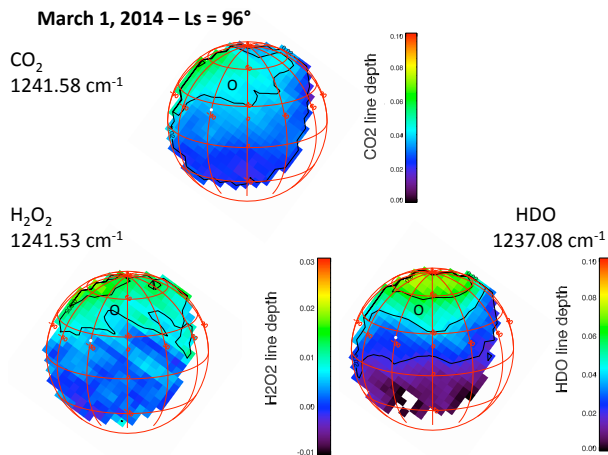 March 1, 2014 – Ls = 96°
CO₂
1241.58 cm⁻¹
0.10
0.08
0.06
0.04
0.02
0.00
CO2 line depth
O
H₂O₂
1241.53 cm⁻¹
0.03
0.02
0.01
0.00
-0.01
H2O2 line depth
O
HDO
1237.08 cm⁻¹
0.10
0.08
0.06
0.04
0.02
0.00
HDO line depth
O